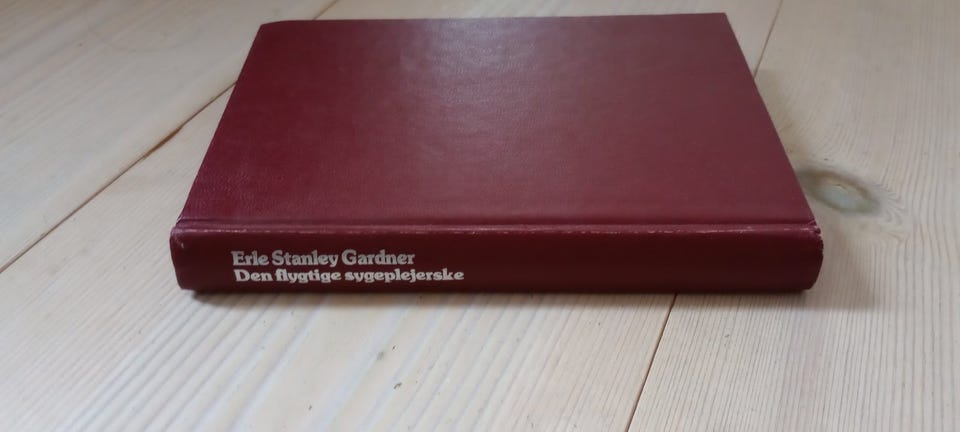 Erle Stanley Gardner
Den flygtige sygeplejerske